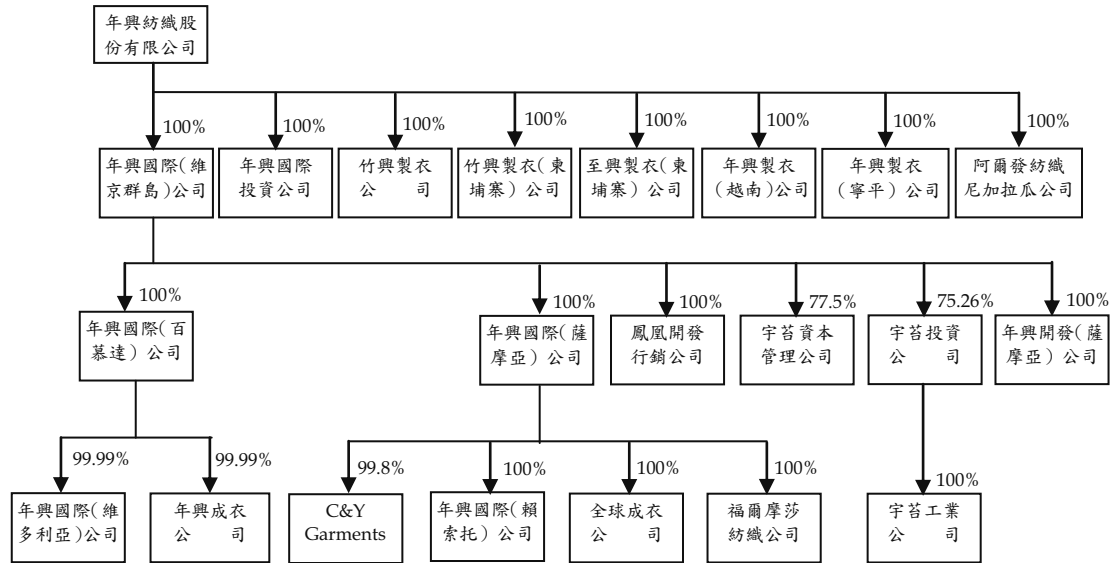 年興紡織股
份有限公司
100%
100%
100%
100%
100%
100%
100%
100%
年興國際(維
京群島)公司
年興國際
投資公司
竹興製衣
公 司
竹興製衣(柬
埔寨)公司
至興製衣(柬
埔寨)公司
年興製衣
(越南)公司
年興製衣
(寧平)公司
阿爾發紡織
尼加拉瓜公司
100%
100%
100%
77.5%
75.26%
100%
年興國際(百
慕達)公司
年興國際(薩
摩亞)公司
鳳凰開發
行銷公司
宇苔資本
管理公司
宇苔投資
公 司
年興開發(薩
摩亞)公司
99.99%
99.99%
99.8%
100%
100%
100%
100%
年興國際(維
多利亞)公司
年興成衣
公 司
C&Y
Garments
年興國際(賴
索托)公司
全球成衣
公 司
福爾摩莎
紡織公司
宇苔工業
公 司